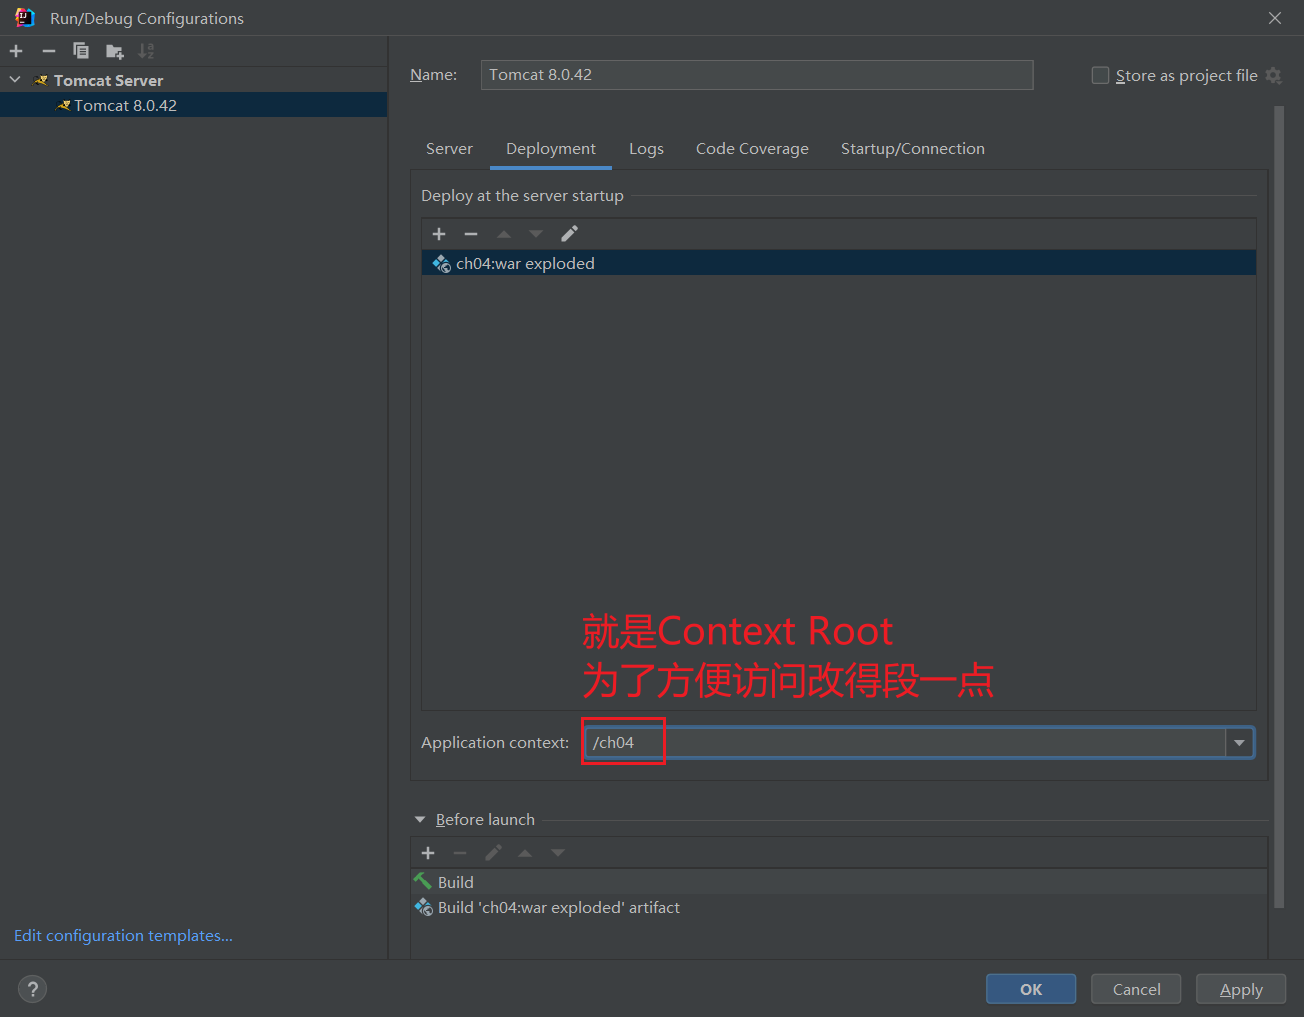 Run/Debug Configurations
Tomcat Server
Tomcat 8.0.42
Name:
Tomcat 8.0.42
Store as project file
Server
Deployment
Logs
Code Coverage
Startup/Connection
Deploy at the server startup
ch04:war exploded
就是Context Root
为了方便访问改得段一点
Application context:
/ch04
Before launch
Build
Build 'ch04:war exploded' artifact
Edit configuration templates...
?
OK
Cancel
Apply